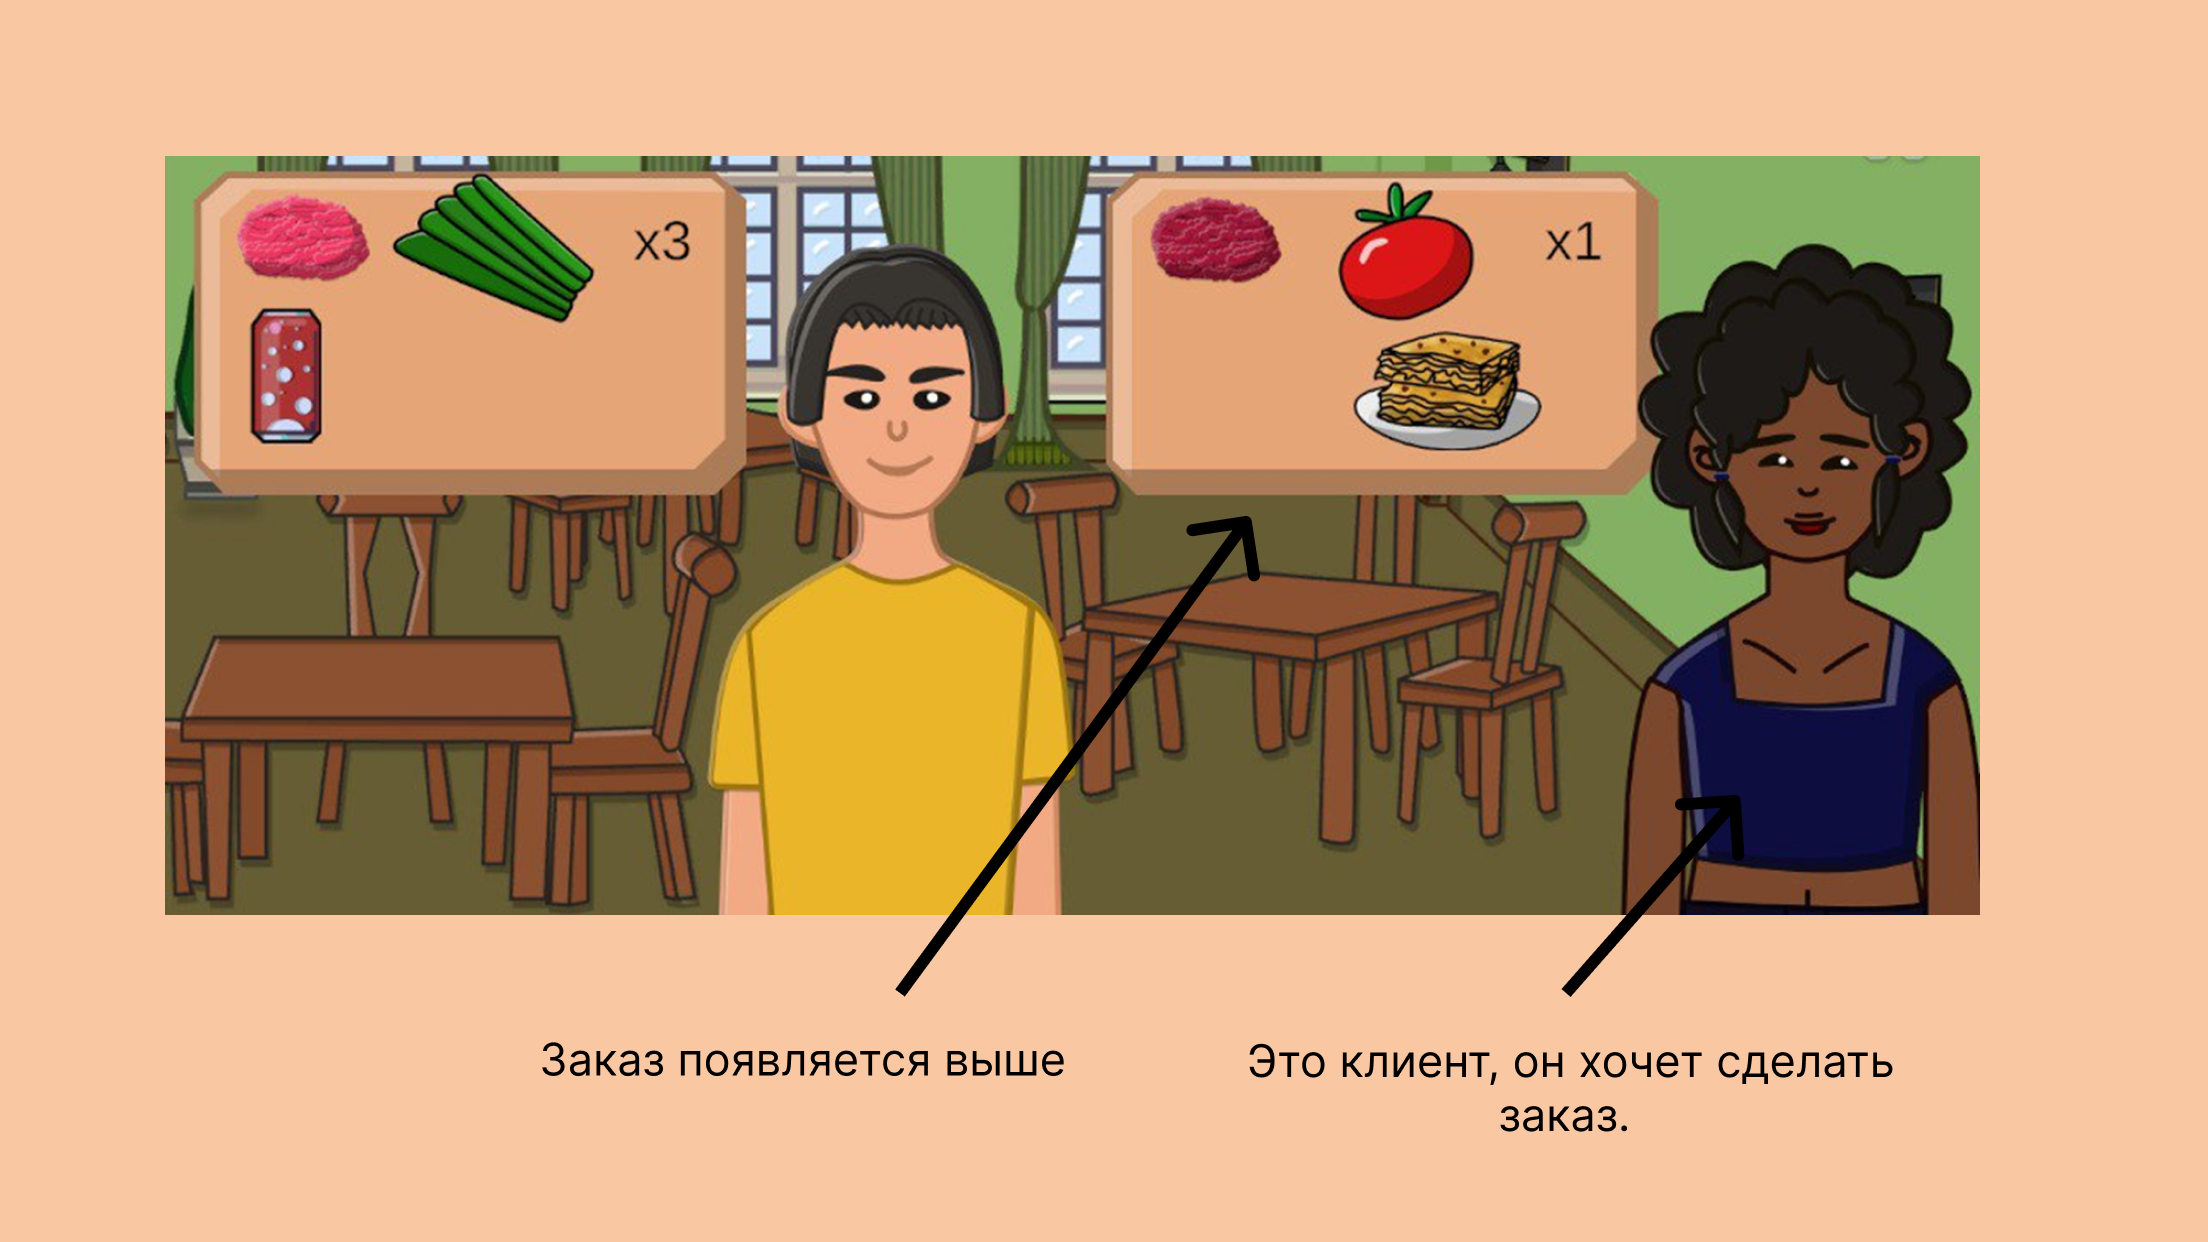 x3
x1
Заказ появляется выше
Это клиент, он хочет сделать
заказ.